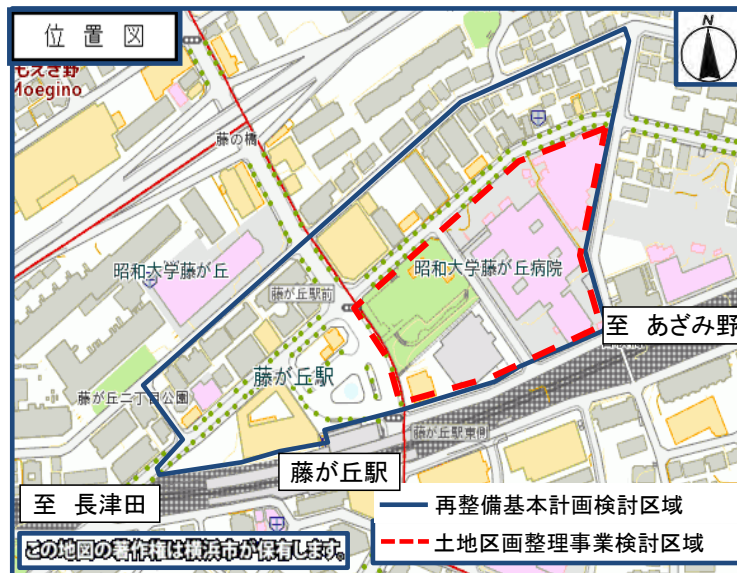 位置図
N
もえぎ野
Moegino
藤の橋
昭和大学藤が丘
昭和大学藤が丘病院
藤が丘駅前
至 あざみ野
藤が丘駅
藤が丘二丁目公園
藤が丘駅東側
藤が丘駅
至 長津田
再整備基本計画検討区域
土地区画整理事業検討区域
この地図の著作権は横浜市が保有します。